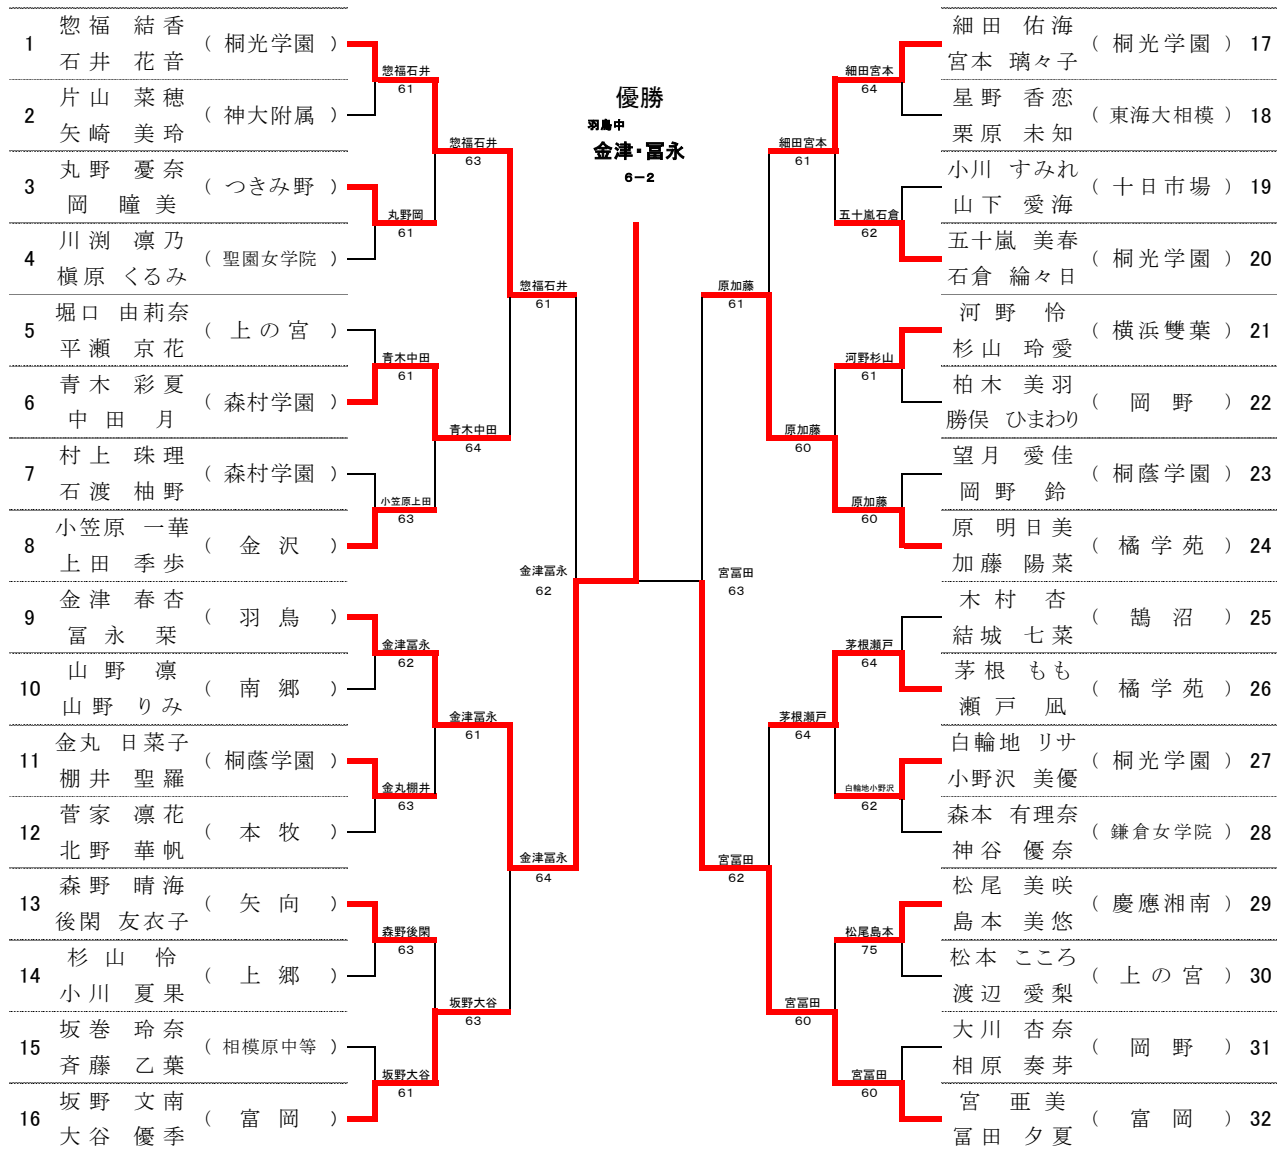 優勝
羽鳥中
金津・冨永
6－2
1 惣福 結香
石井 花音
（ 桐光学園 ）
2 片山 菜穂
矢崎 美玲
（ 神大附属 ）
3 丸野 憂奈
岡 瞳美
（ つきみ野 ）
4 川渕 凛乃
槇原 くるみ
（ 聖園女学院 ）
5 堀口 由莉奈
平瀬 京花
（ 上の宮 ）
6 青木 彩夏
中田 月
（ 森村学園 ）
7 村上 珠理
石渡 柚野
（ 森村学園 ）
8 小笠原 一華
上田 季歩
（ 金沢 ）
9 金津 春杏
冨永 栞
（ 羽鳥 ）
10 山野 凛
山野 りみ
（ 南郷 ）
11 金丸 日菜子
棚井 聖羅
（ 桐蔭学園 ）
12 菅家 凛花
北野 華帆
（ 本牧 ）
13 森野 晴海
後閑 友衣子
（ 矢向 ）
14 杉山 怜
小川 夏果
（ 上郷 ）
15 坂巻 玲奈
斉藤 乙葉
（ 相模原中等 ）
16 坂野 文南
大谷 優季
（ 富岡 ）
惣福石井
61
丸野岡
61
青木中田
61
小笠原上田
63
金津冨永
62
金丸棚井
63
森野後閑
63
坂野大谷
61
惣福石井
63
青木中田
64
金津冨永
61
坂野大谷
63
惣福石井
61
金津冨永
64
金津冨永
62
宮冨田
63
原加藤
61
宮冨田
62
細田宮本
61
原加藤
60
茅根瀬戸
64
宮冨田
60
細田宮本
64
五十嵐石倉
62
河野杉山
61
原加藤
60
茅根瀬戸
64
白輪地小野沢
62
松尾島本
75
宮冨田
60
細田 佑海
宮本 璃々子
（ 桐光学園 ） 17
星野 香恋
栗原 未知
（ 東海大相模 ） 18
小川 すみれ
山下 愛海
（ 十日市場 ） 19
五十嵐 美春
石倉 綸々日
（ 桐光学園 ） 20
河野 怜
杉山 玲愛
（ 横浜雙葉 ） 21
柏木 美羽
勝俣 ひまわり
（ 岡野 ） 22
望月 愛佳
岡野 鈴
（ 桐蔭学園 ） 23
原 明日美
加藤 陽菜
（ 橘学苑 ） 24
木村 杏
結城 七菜
（ 鵠沼 ） 25
茅根 もも
瀬戸 凪
（ 橘学苑 ） 26
白輪地 リサ
小野沢 美優
（ 桐光学園 ） 27
森本 有理奈
神谷 優奈
（ 鎌倉女学院 ） 28
松尾 美咲
島本 美悠
（ 慶應湘南 ） 29
松本 こころ
渡辺 愛梨
（ 上の宮 ） 30
大川 杏奈
相原 奏芽
（ 岡野 ） 31
宮 亜美
冨田 夕夏
（ 富岡 ） 32